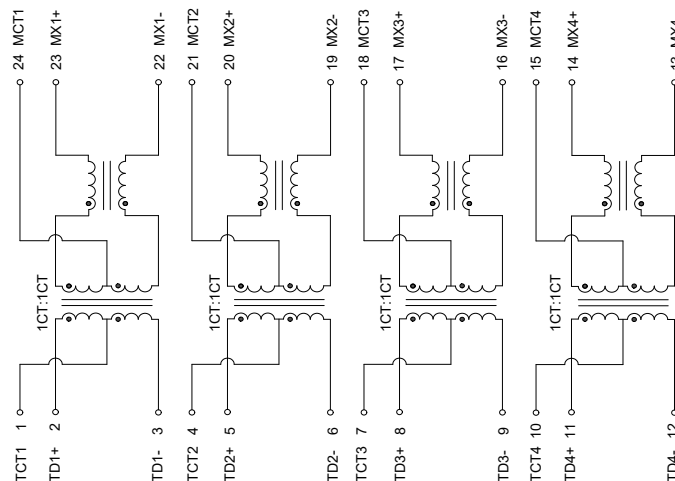 24 MCT1
23 MX1+
22 MX1-
21 MCT2
20 MX2+
19 MX2-
18 MCT3
17 MX3+
16 MX3-
15 MCT4
14 MX4+
1CT:1CT
1CT:1CT
1CT:1CT
1CT:1CT
TCT1 1
TD1+ 2
TD1- 3
TCT2 4
TD2+ 5
TD2- 6
TCT3 7
TD3+ 8
TD3- 9
TCT4 10
TD4+ 11
TD4- 12